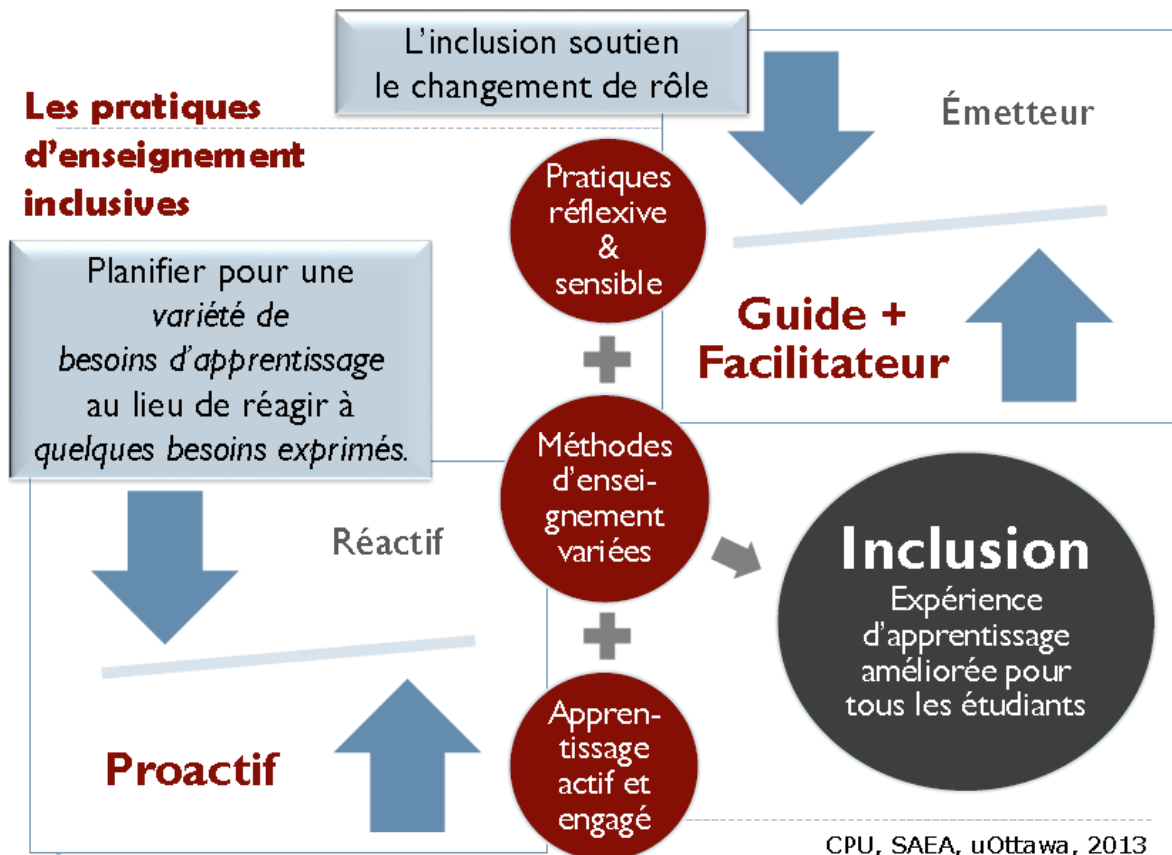 L'inclusion soutien
le changement de rôle
Les pratiques
d'enseignement
inclusives
Planifier pour une
variété de
besoins d'apprentissage
au lieu de réagir à
quelques besoins exprimés.
Réactif
Proactif
Pratiques
réflexive
&
sensible
+
Méthodes
d'ensei-
gnement
variées
+
Appren-
tissage
actif et
engagé
Émetteur
Guide +
Facilitateur
Inclusion
Expérience
d'apprentissage
améliorée pour
tous les étudiants
CPU, SAEA, uOttawa, 2013